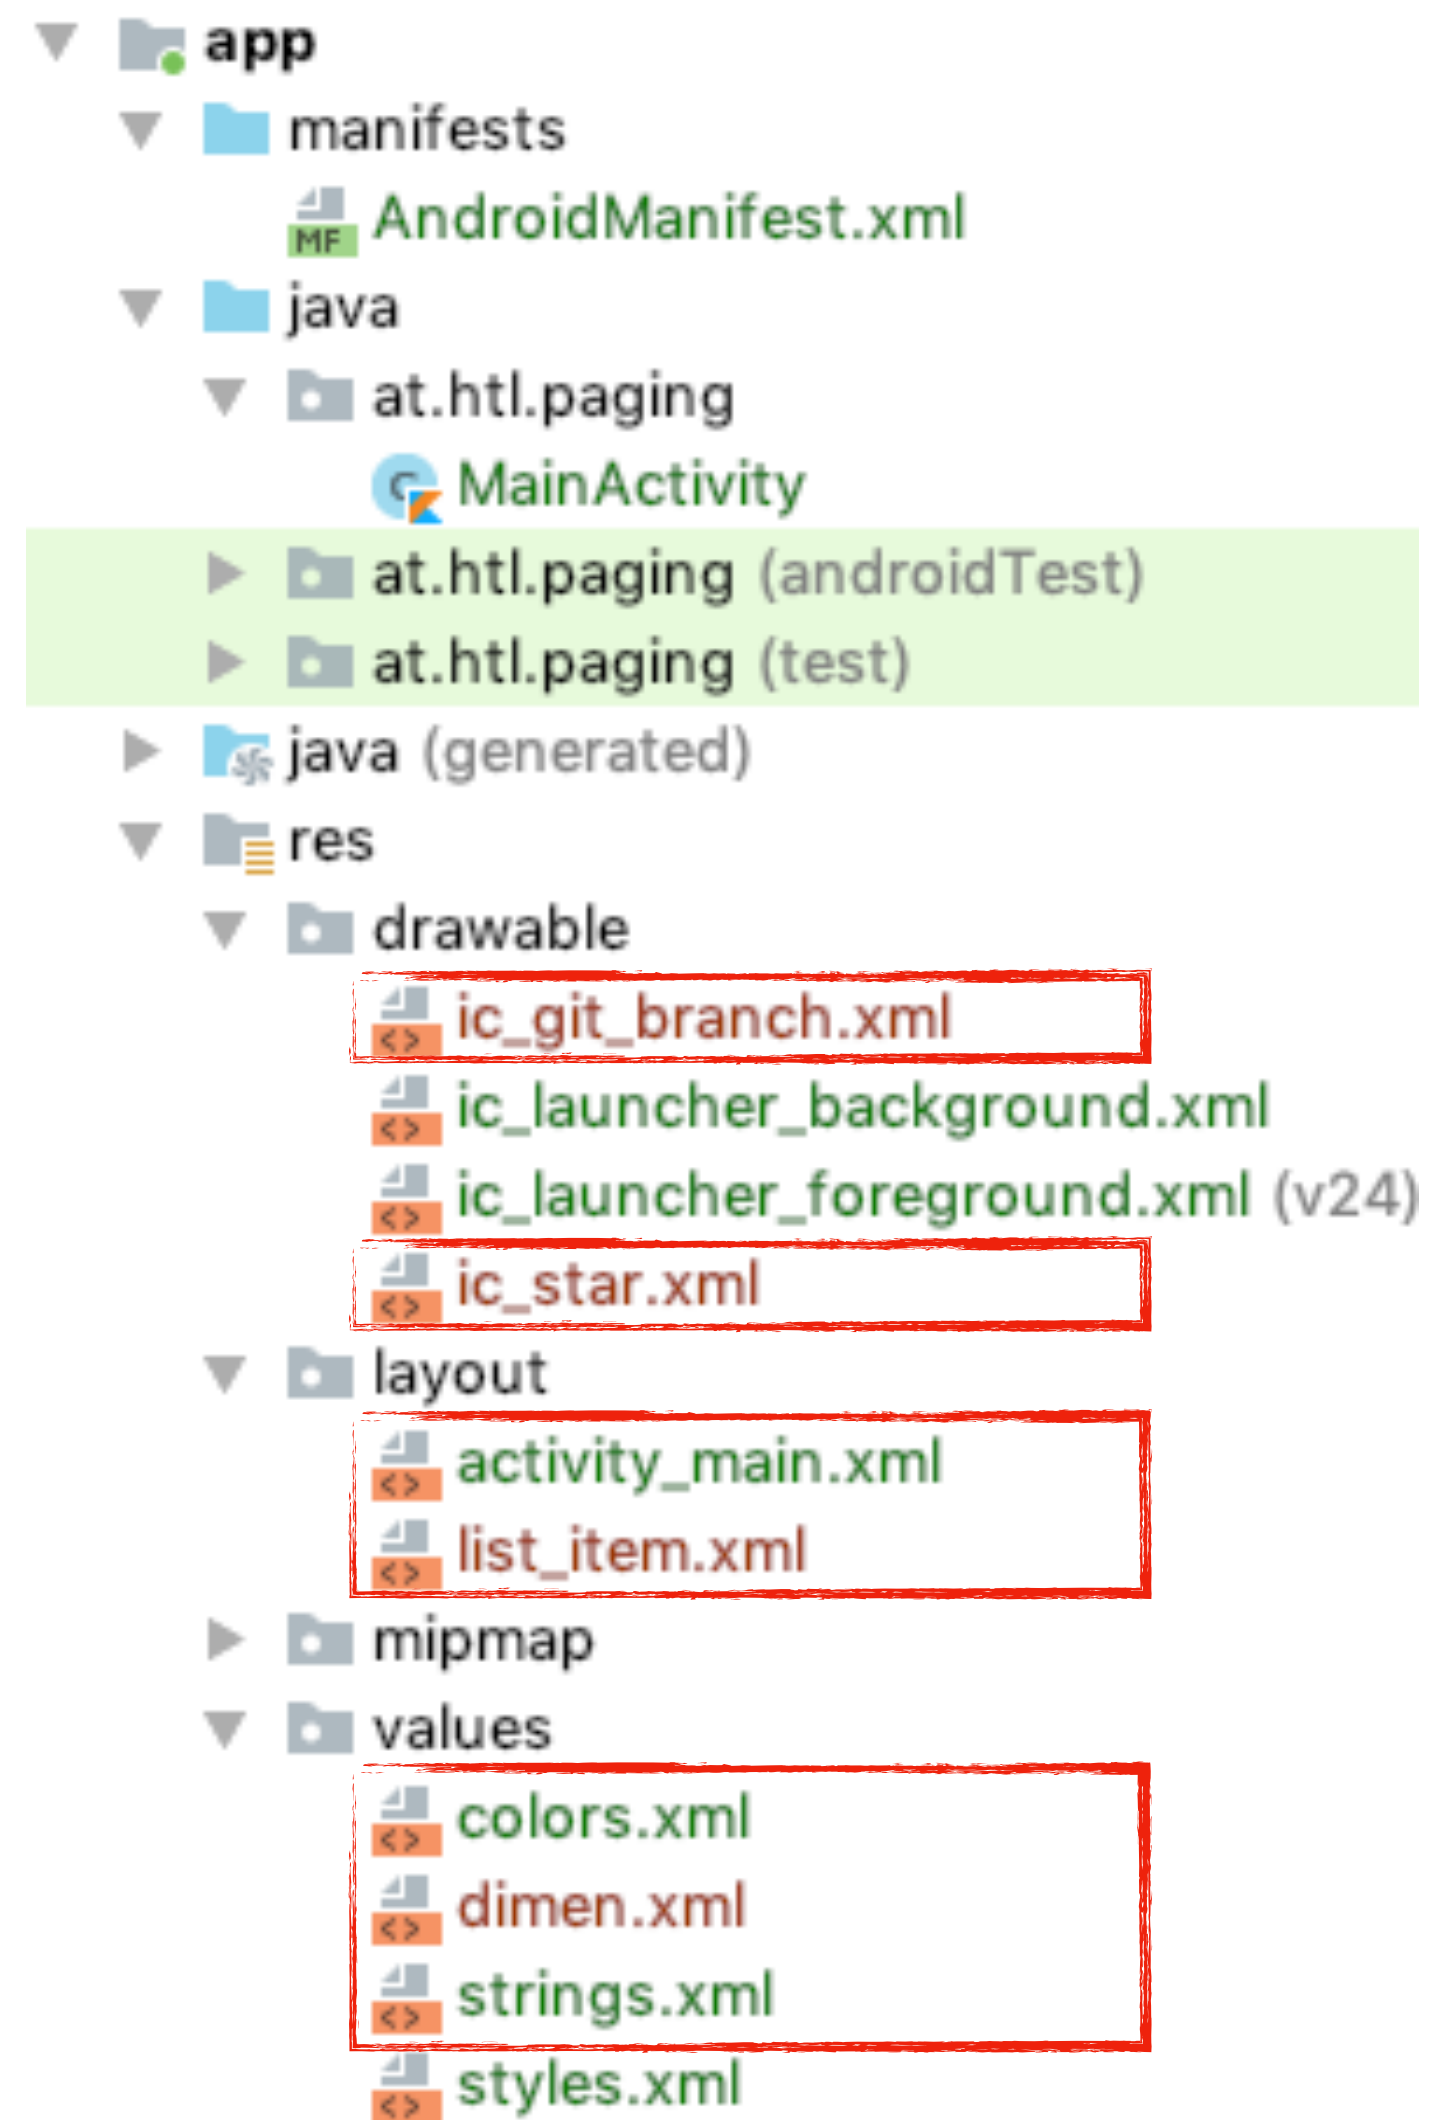 app
manifests
MF AndroidManifest.xml
java
at.htl.paging
C MainActivity
at.htl.paging (androidTest)
at.htl.paging (test)
java (generated)
res
drawable
<> ic_git_branch.xml
<> ic_launcher_background.xml
<> ic_launcher_foreground.xml (v24)
<> ic_star.xml
layout
<> activity_main.xml
<> list_item.xml
mipmap
values
<> colors.xml
<> dimen.xml
<> strings.xml
<> styles.xml